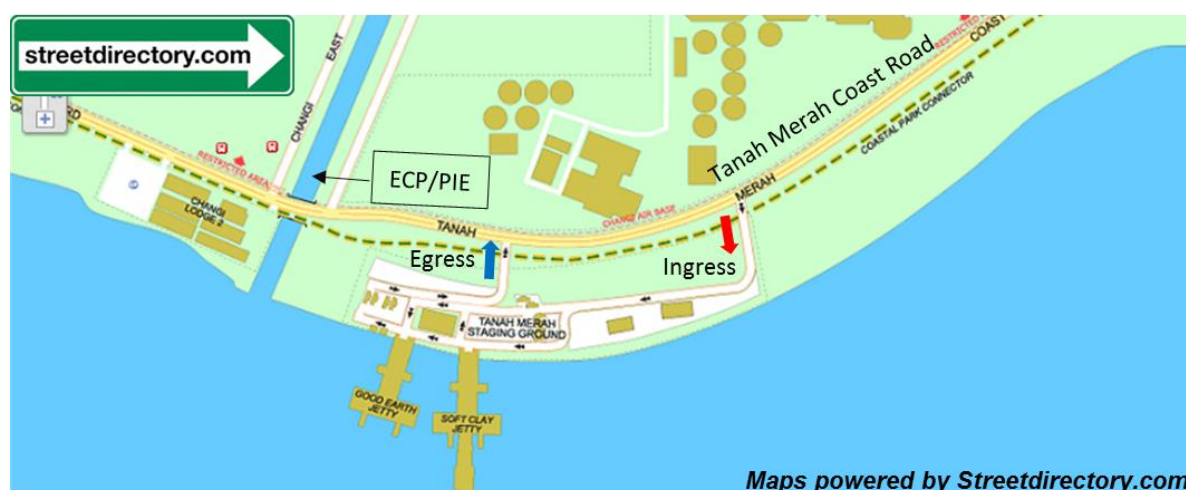 streetdirectory.com
EAST
CHANGI
RESTRICTED AREA
ECP/PIE
CHANGI
LODGE 2
TANAH
Egress
CHANGI AIR BASE
MERAH
Ingress
Tanah Merah Coast Road
COASTAL PARK CONNECTOR
COAST
TANAH MERAH
STAGING GROUND
GOOD EARTH
JETTY
SOFT CLAY
JETTY
Maps powered by Streetdirectory.com